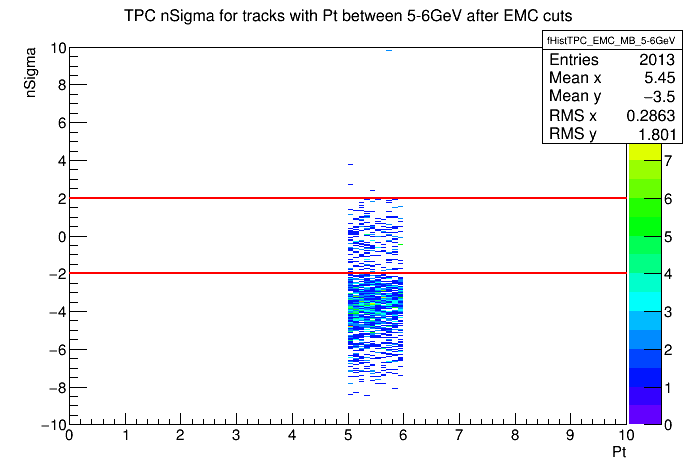 TPC nSigma for tracks with Pt between 5-6GeV after EMC cuts
fHistTPC_EMC_MB_5-6GeV
Entries 2013
Mean x 5.45
Mean y −3.5
RMS x 0.2863
RMS y 1.801
nSigma
10
8
6
4
2
0
−2
−4
−6
−8
−10
7
6
5
4
3
2
1
0
0 1 2 3 4 5 6 7 8 9 10
Pt